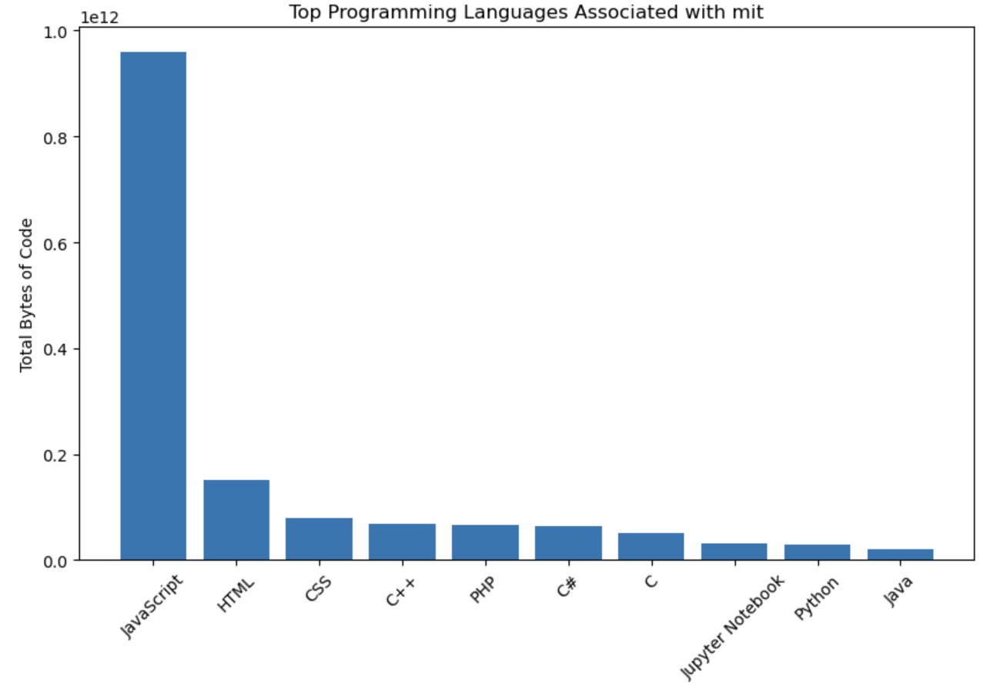 Top Programming Languages Associated with mit
1e12
1.0
0.8
0.6
0.4
0.2
0.0
Total Bytes of Code
JavaScript
HTML
CSS
C++
PHP
C#
C
Jupyter Notebook
Python
Java